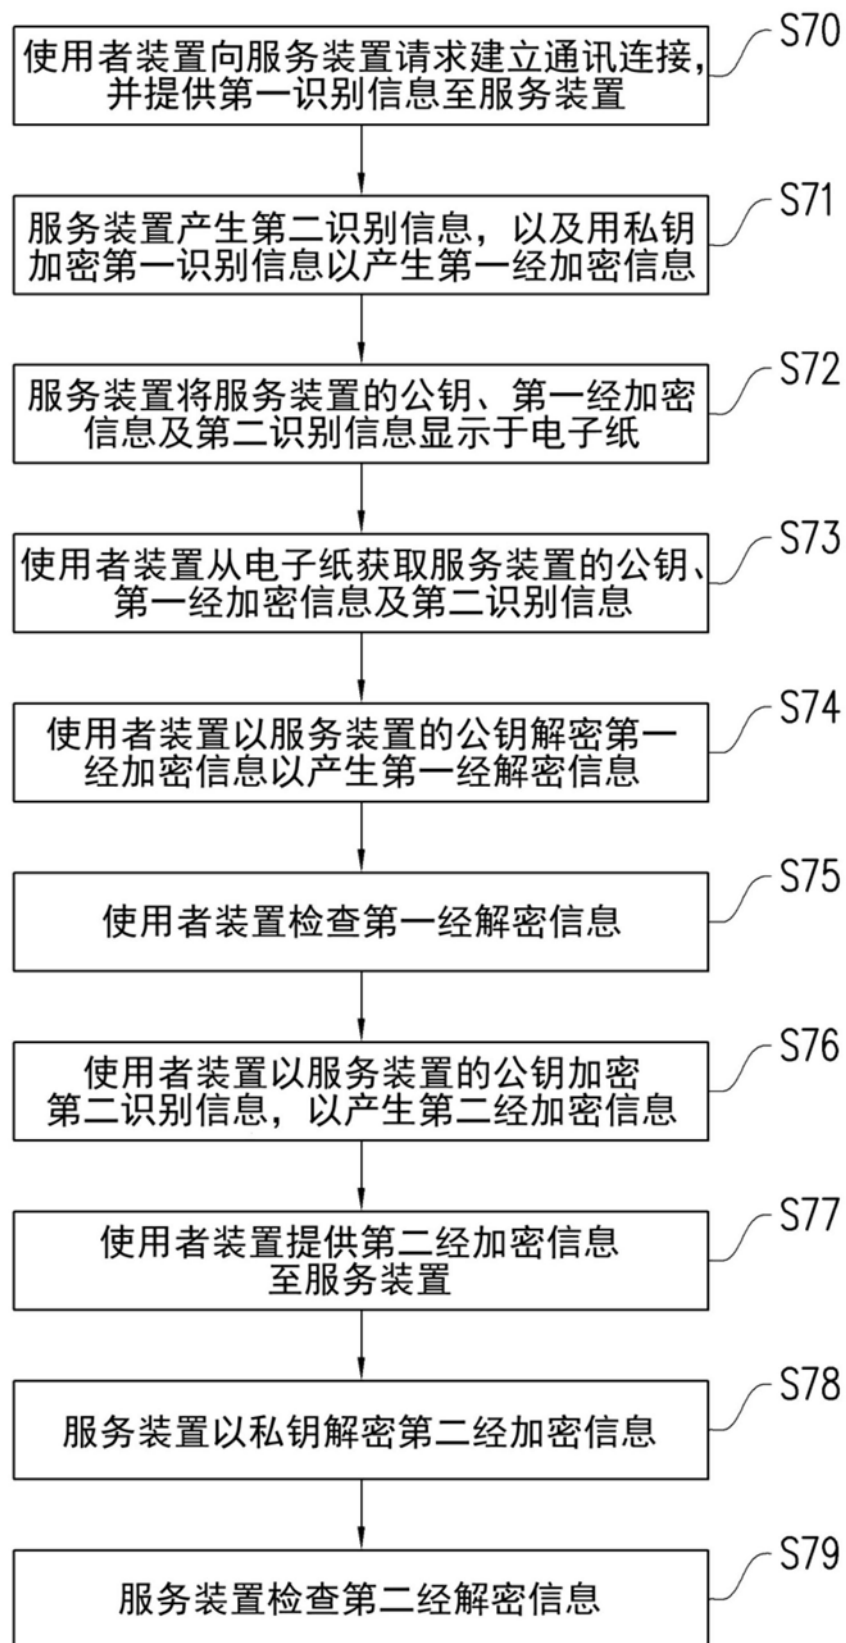 S70
使用者装置向服务装置请求建立通讯连接，
并提供第一识别信息至服务装置
S71
服务装置产生第二识别信息，以及用私钥
加密第一识别信息以产生第一经加密信息
S72
服务装置将服务装置的公钥、第一经加密
信息及第二识别信息显示于电子纸
S73
使用者装置从电子纸获取服务装置的公钥、
第一经加密信息及第二识别信息
S74
使用者装置以服务装置的公钥解密第一
经加密信息以产生第一经解密信息
S75
使用者装置检查第一经解密信息
S76
使用者装置以服务装置的公钥加密
第二识别信息，以产生第二经加密信息
S77
使用者装置提供第二经加密信息
至服务装置
S78
服务装置以私钥解密第二经加密信息
S79
服务装置检查第二经解密信息